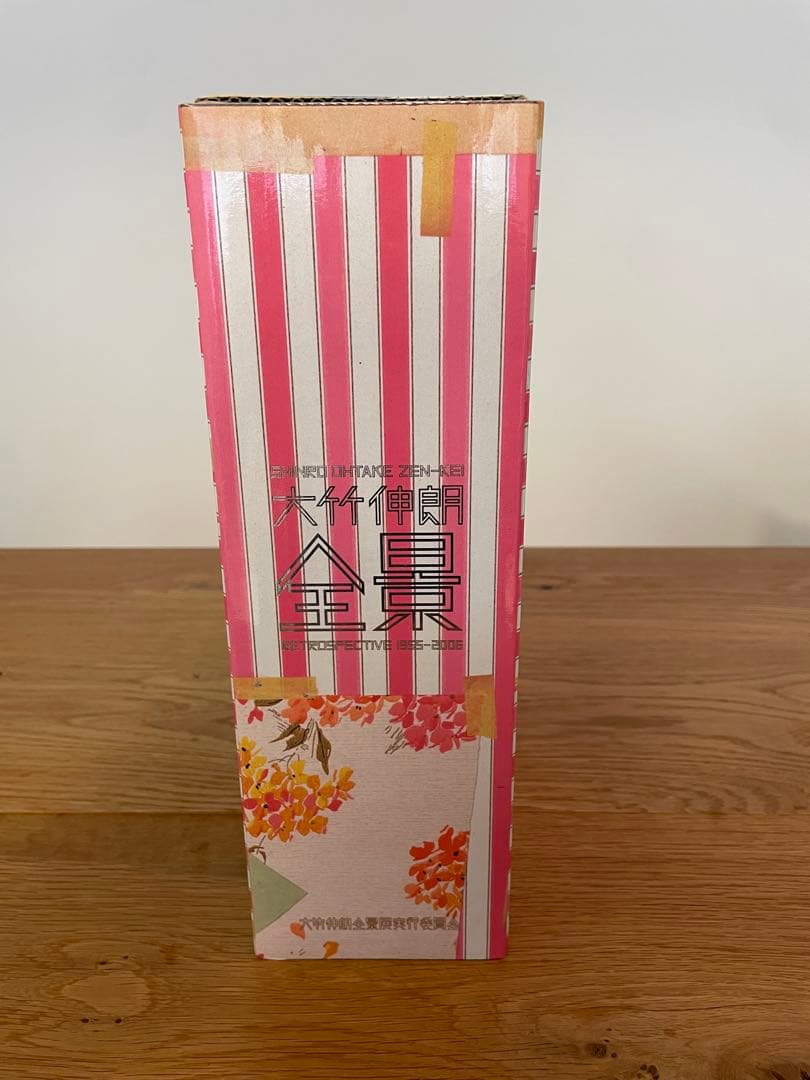 SHINRO OHTAKE ZEN-KEI
大竹伸朗
全景
RETROSPECTIVE 1955-2006
大竹伸朗全景展実行委員会